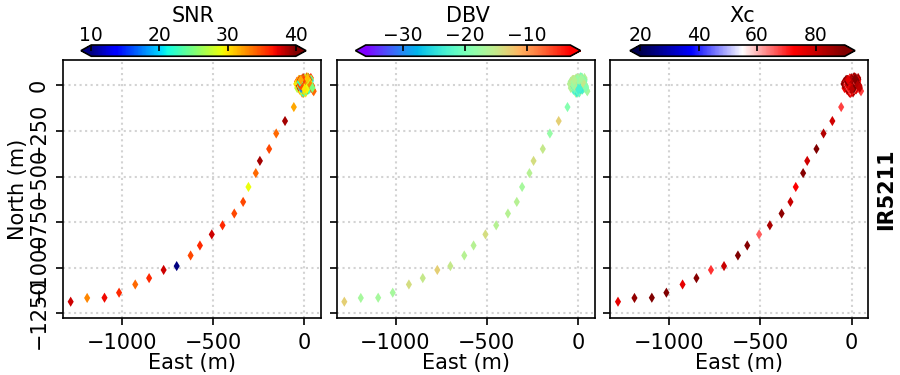 SNR DBV Xc
10 20 30 40 −30 −20 −10 20 40 60 80
North (m)
0
−250
−500
−750
−1000
−1250
IR5211
−1000 −500 0 −1000 −500 0 −1000 −500 0
East (m) East (m) East (m)